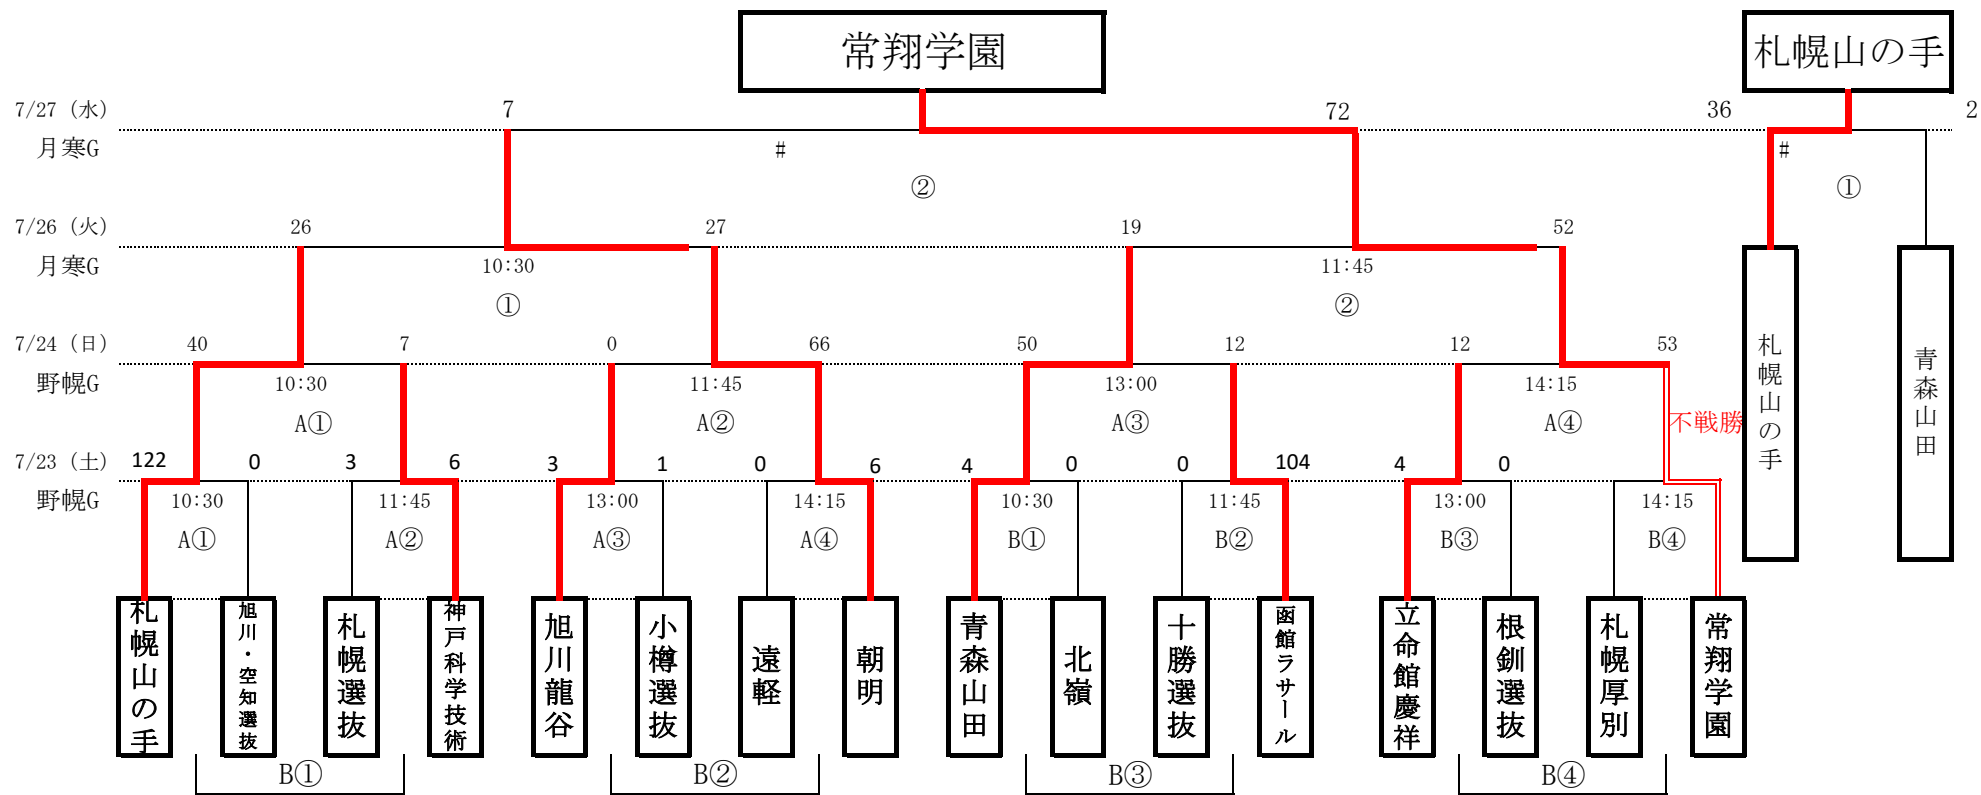 常翔学園 札幌山の手
7/27 (水) 7 72 36 2
月寒G # #
② ①
7/26 (火) 26 27 19 52
月寒G 10:30 11:45
① ②
7/24 (日) 40 7 0 66 50 12 12 53
野幌G 10:30 11:45 13:00 14:15
A① A② A③ A④ 不戦勝
札幌山の手
青森山田
7/23 (土) 122 0 3 6 3 1 0 6 4 0 0 104 4 0
野幌G 10:30 11:45 13:00 14:15 10:30 11:45 13:00 14:15
A① A② A③ A④ B① B② B③ B④
札幌山の手
旭川・空知選抜
札幌選抜
神戸科学技術
旭川龍谷
小樽選抜
遠軽
朝明
青森山田
北嶺
十勝選抜
函館ラサール
立命館慶祥
根釧選抜
札幌厚別
常翔学園
B① B② B③ B④